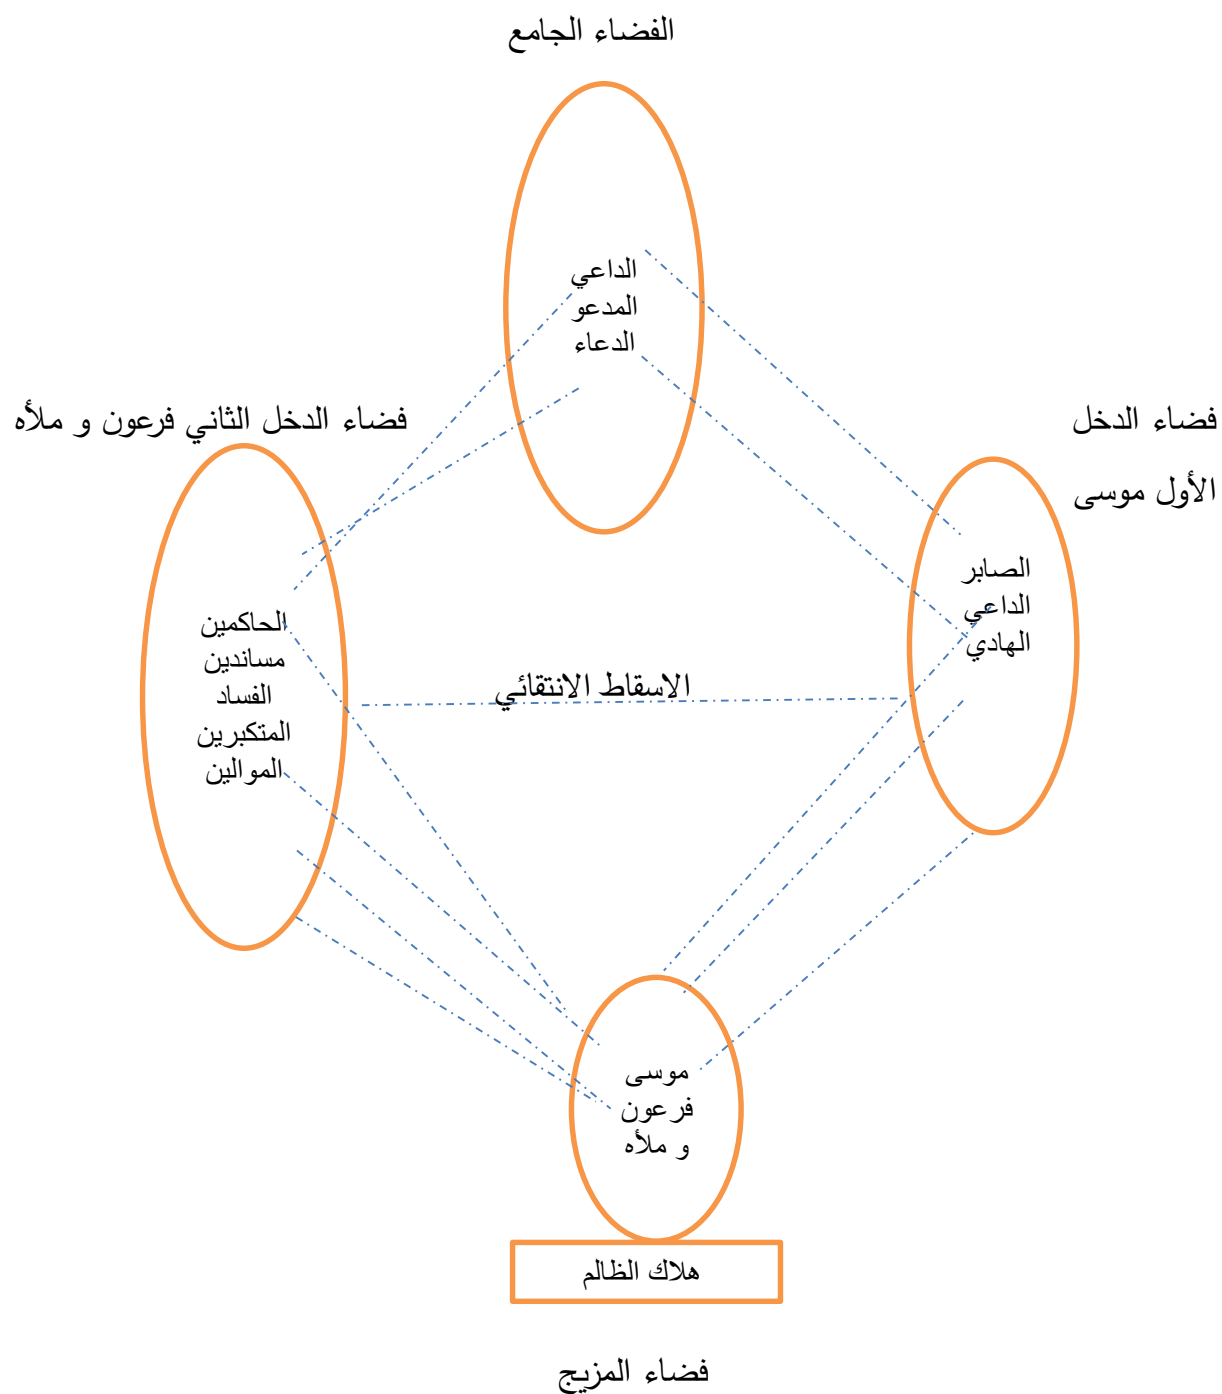 الفضاء الجامع
الداعي
المدعو
الدعاء
فضاء الدخل
الأول موسى
فضاء الدخل الثاني فرعون و ملأه
الصابر
الداعي
الهادي
الحاكمين
مساندين
الفساد
المتكبرين
الموالين
الاسقاط الانتقائي
موسى
فرعون
و ملأه
هلاك الظالم
فضاء المزيج